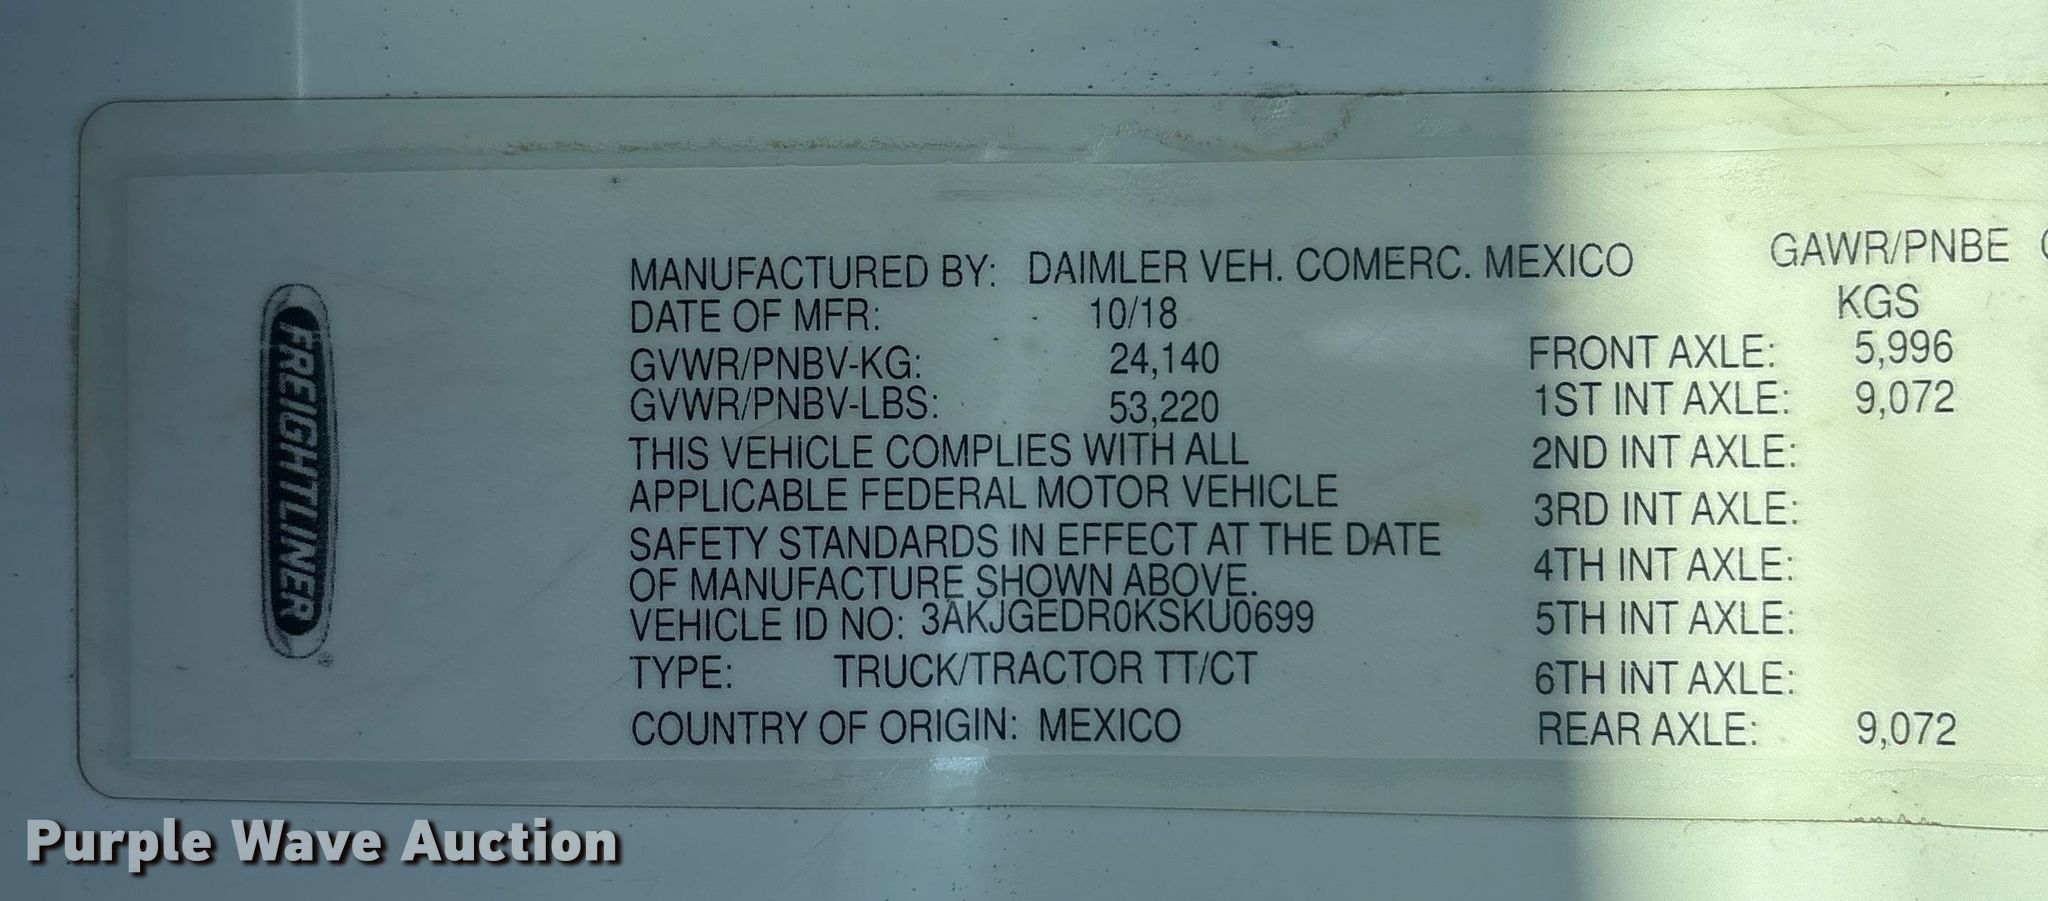 FREIGHTLINER
MANUFACTURED BY: DAIMLER VEH. COMERC. MEXICO
DATE OF MFR: 10/18
GVWR/PNBV-KG: 24,140
GVWR/PNBV-LBS: 53,220
THIS VEHICLE COMPLIES WITH ALL
APPLICABLE FEDERAL MOTOR VEHICLE
SAFETY STANDARDS IN EFFECT AT THE DATE
OF MANUFACTURE SHOWN ABOVE.
VEHICLE ID NO: 3AKJGEDR0KSKU0699
TYPE: TRUCK/TRACTOR TT/CT
COUNTRY OF ORIGIN: MEXICO
GAWR/PNBE
KGS
FRONT AXLE: 5,996
1ST INT AXLE: 9,072
2ND INT AXLE:
3RD INT AXLE:
4TH INT AXLE:
5TH INT AXLE:
6TH INT AXLE:
REAR AXLE: 9,072
Purple Wave Auction